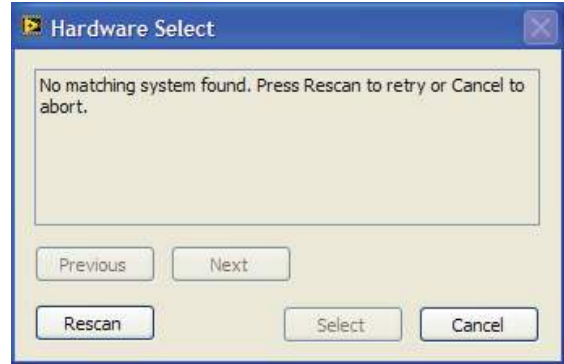 Hardware Select
No matching system found. Press Rescan to retry or Cancel to
abort.
Previous Next
Rescan Select Cancel